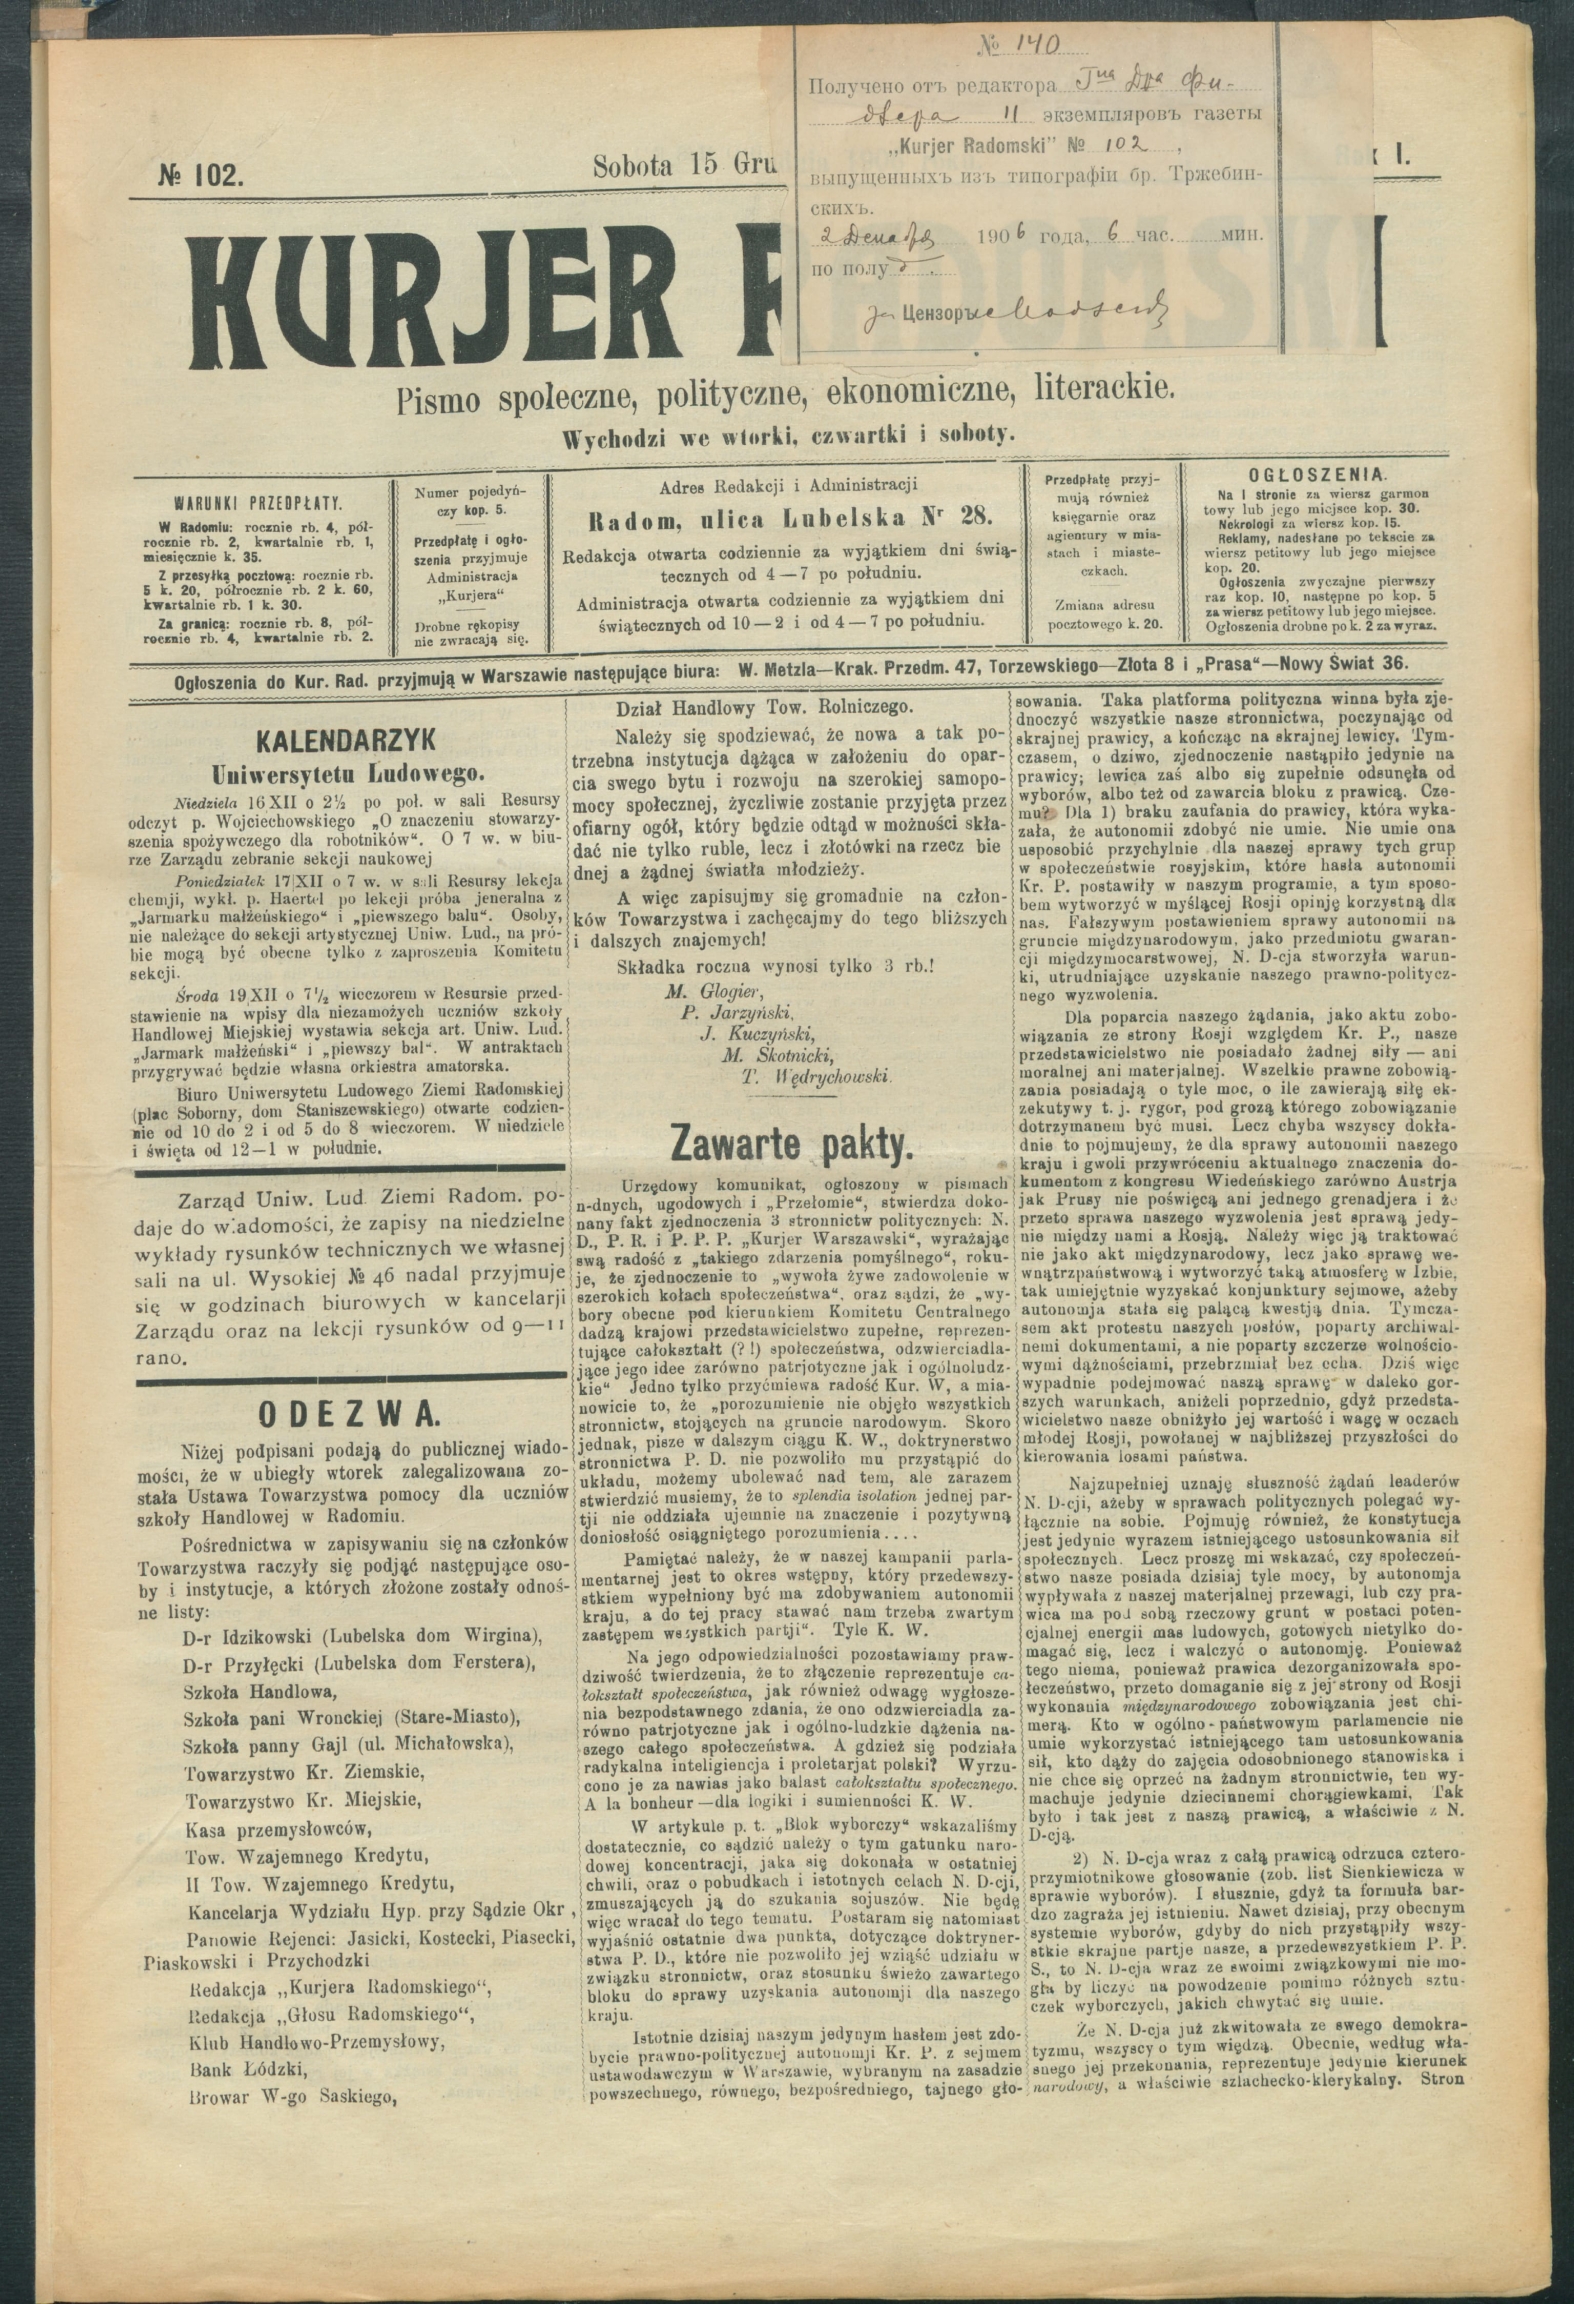 № 140
Получено отъ редактора
11 экземпляровъ газеты
„Kurjer Radomski" № 102,
выпущенныхъ изъ типографіи бр. Тржебин-
скихъ.
2 Декабря 1906 года, 6 час. мин.
по полу
за Цензоръ
№ 102.
Sobota 15 Gru
k I.
KURJER RADOMSKI
Pismo społeczne, polityczne, ekonomiczne, literackie.
Wychodzi we wtorki, czwartki i soboty.
WARUNKI PRZEDPŁATY.
W Radomiu: rocznie rb. 4, pół-
rocznie rb. 2, kwartalnie rb. 1,
miesięcznie k. 35.
Z przesyłką pocztową: rocznie rb.
5 k. 20, półrocznie rb. 2 k. 60,
kwartalnie rb. 1 k. 30.
Za granicą: rocznie rb. 8, pół-
rocznie rb. 4, kwartalnie rb. 2.
Numer pojedyń-
czy kop. 5.
Przedpłatę i ogło-
szenia przyjmuje
Administracja
„Kurjera"
Drobne rękopisy
nie zwracają się.
Adres Redakcji i Administracji
Radom, ulica Lubelska Nr 28.
Redakcja otwarta codziennie za wyjątkiem dni świą-
tecznych od 4—7 po południu.
Administracja otwarta codziennie za wyjątkiem dni
świątecznych od 10—2 i od 4—7 po południu.
Przedpłatę przyj-
mują również
księgarnie oraz
agientury w mia-
stach i miaste-
czkach.
Zmiana adresu
pocztowego k. 20.
OGŁOSZENIA.
Na I stronie za wiersz garmon
towy lub jego miejsce kop. 30.
Nekrologi za wiersz kop. 15.
Reklamy, nadesłane po tekscie za
wiersz petitowy lub jego miejsce
kop. 20.
Ogłoszenia zwyczajne pierwszy
raz kop. 10, następne po kop. 5
za wiersz petitowy lub jego miejsce.
Ogłoszenia drobne po k. 2 za wyraz.
Ogłoszenia do Kur. Rad. przyjmują w Warszawie następujące biura: W. Metzla—Krak. Przedm. 47, Torzewskiego—Złota 8 i „Prasa"—Nowy Świat 36.
KALENDARZYK
Uniwersytetu Ludowego.
Niedziela 16 XII o 2½ po poł. w sali Resursy
odczyt p. Wojciechowskiego „O znaczeniu stowarzy-
szenia spożywczego dla robotników". O 7 w. w biu-
rze Zarządu zebranie sekcji naukowej
Poniedziałek 17|XII o 7 w. w sali Resursy lekcja
chemji, wykł. p. Haertel po lekcji próba jeneralna z
„Jarmarku małżeńskiego" i „piewszego balu". Osoby,
nie należące do sekcji artystycznej Uniw. Lud., na pró-
bie mogą być obecne tylko z zaproszenia Komitetu
sekcji.
Środa 19|XII o 7½ wieczorem w Resursie przed-
stawienie na wpisy dla niezamożych uczniów szkoły
Handlowej Miejskiej wystawia sekcja art. Uniw. Lud.
„Jarmark małżeński" i „piewszy bal". W antraktach
przygrywać będzie własna orkiestra amatorska.
Biuro Uniwersytetu Ludowego Ziemi Radomskiej
(plac Soborny, dom Staniszewskiego) otwarte codzien-
nie od 10 do 2 i od 5 do 8 wieczorem. W niedziele
i święta od 12—1 w południe.
Zarząd Uniw. Lud. Ziemi Radom. po-
daje do wiadomości, że zapisy na niedzielne
wykłady rysunków technicznych we własnej
sali na ul. Wysokiej № 46 nadal przyjmuje
się w godzinach biurowych w kancelarji
Zarządu oraz na lekcji rysunków od 9—11
rano.
ODEZWA.
Niżej podpisani podają do publicznej wiado-
mości, że w ubiegły wtorek zalegalizowana zo-
stała Ustawa Towarzystwa pomocy dla uczniów
szkoły Handlowej w Radomiu.
Pośrednictwa w zapisywaniu się na członków
Towarzystwa raczyły się podjąć następujące oso-
by i instytucje, a których złożone zostały odnoś-
ne listy:
D-r Idzikowski (Lubelska dom Wirgina),
D-r Przyłęcki (Lubelska dom Ferstera),
Szkoła Handlowa,
Szkoła pani Wronckiej (Stare-Miasto),
Szkoła panny Gajl (ul. Michałowska),
Towarzystwo Kr. Ziemskie,
Towarzystwo Kr. Miejskie,
Kasa przemysłowców,
Tow. Wzajemnego Kredytu,
II Tow. Wzajemnego Kredytu,
Kancelarja Wydziału Hyp. przy Sądzie Okr,
Panowie Rejenci: Jasicki, Kostecki, Piasecki,
Piaskowski i Przychodzki
Redakcja „Kurjera Radomskiego",
Redakcja „Głosu Radomskiego",
Klub Handlowo-Przemysłowy,
Bank Łódzki,
Browar W-go Saskiego,
Dział Handlowy Tow. Rolniczego.
Należy się spodziewać, że nowa a tak po-
trzebna instytucja dążąca w założeniu do opar-
cia swego bytu i rozwoju na szerokiej samopo-
mocy społecznej, życzliwie zostanie przyjęta przez
ofiarny ogół, który będzie odtąd w możności skła-
dać nie tylko ruble, lecz i złotówki na rzecz bie
dnej a żądnej światła młodzieży.
A więc zapisujmy się gromadnie na człon-
ków Towarzystwa i zachęcajmy do tego bliższych
i dalszych znajomych!
Składka roczna wynosi tylko 3 rb.!
M. Glogier,
P. Jarzyński,
J. Kuczyński,
M. Skotnicki,
T. Wędrychowski.
Zawarte pakty.
Urzędowy komunikat, ogłoszony w pismach
n-dnych, ugodowych i „Przełomie", stwierdza doko-
nany fakt zjednoczenia 3 stronnictw politycznych: N.
D., P. R. i P. P. P. „Kurjer Warszawski", wyrażając
swą radość z „takiego zdarzenia pomyślnego", roku-
je, że zjednoczenie to „wywoła żywe zadowolenie w
szerokich kołach społeczeństwa", oraz sądzi, że „wy-
bory obecne pod kierunkiem Komitetu Centralnego
dadzą krajowi przedstawicielstwo zupełne, reprezen-
tujące całokształt (?!) społeczeństwa, odzwierciadla-
jące jego idee zarówno patrjotyczne jak i ogólnoludz-
kie" Jedno tylko przyćmiewa radość Kur. W, a mia-
nowicie to, że „porozumienie nie objęło wszystkich
stronnictw, stojących na gruncie narodowym. Skoro
jednak, pisze w dalszym ciągu K. W., doktrynerstwo
stronnictwa P. D. nie pozwoliło mu przystąpić do
układu, możemy ubolewać nad tem, ale zarazem
stwierdzić musiemy, że to splendia isolation jednej par-
tji nie oddziała ujemnie na znaczenie i pozytywną
doniosłość osiągniętego porozumienia....
Pamiętać należy, że w naszej kampanii parla-
mentarnej jest to okres wstępny, który przedewszy-
stkiem wypełniony być ma zdobywaniem autonomii
kraju, a do tej pracy stawać nam trzeba zwartym
zastępem wszystkich partji". Tyle K. W.
Na jego odpowiedzialności pozostawiamy praw-
dziwość twierdzenia, że to złączenie reprezentuje ca-
łokształt społeczeństwa, jak również odwagę wygłosze-
nia bezpodstawnego zdania, że ono odzwierciadla za-
równo patrjotyczne jak i ogólno-ludzkie dążenia na-
szego całego społeczeństwa. A gdzież się podziała
radykalna inteligiencja i proletarjat polski? Wyrzu-
cono je za nawias jako balast całokształtu społecznego.
A la bonheur—dla logiki i sumienności K. W.
W artykule p. t. „Blok wyborczy" wskazaliśmy
dostatecznie, co sądzić należy o tym gatunku naro-
dowej koncentracji, jaka się dokonała w ostatniej
chwili, oraz o pobudkach i istotnych celach N. D-cji,
zmuszających ją do szukania sojuszów. Nie będę
więc wracał do tego tematu. Postaram się natomiast
wyjaśnić ostatnie dwa punkta, dotyczące doktryner-
stwa P. D., które nie pozwoliło jej wziąść udziału w
związku stronnictw, oraz stosunku świeżo zawartego
bloku do sprawy uzyskania autonomji dla naszego
kraju.
Istotnie dzisiaj naszym jedynym hasłem jest zdo-
bycie prawno-politycznej autonomji Kr. P. z sejmem
ustawodawczym w Warszawie, wybranym na zasadzie
powszechnego, równego, bezpośredniego, tajnego gło-
sowania. Taka platforma polityczna winna była zje-
dnoczyć wszystkie nasze stronnictwa, poczynając od
skrajnej prawicy, a kończąc na skrajnej lewicy. Tym-
czasem, o dziwo, zjednoczenie nastąpiło jedynie na
prawicy; lewica zaś albo się zupełnie odsunęła od
wyborów, albo też od zawarcia bloku z prawicą. Cze-
mu? Dla 1) braku zaufania do prawicy, która wyka-
zała, że autonomii zdobyć nie umie. Nie umie ona
usposobić przychylnie dla naszej sprawy tych grup
w społeczeństwie rosyjskim, które hasła autonomii
Kr. P. postawiły w naszym programie, a tym sposo-
bem wytworzyć w myślącej Rosji opinję korzystną dla
nas. Fałszywym postawieniem sprawy autonomii na
gruncie międzynarodowym, jako przedmiotu gwaran-
cji międzymocarstwowej, N. D-cja stworzyła warun-
ki, utrudniające uzyskanie naszego prawno-politycz-
nego wyzwolenia.
Dla poparcia naszego żądania, jako aktu zobo-
wiązania ze strony Rosji względem Kr. P., nasze
przedstawicielstwo nie posiadało żadnej siły — ani
moralnej ani materjalnej. Wszelkie prawne zobowią-
zania posiadają o tyle moc, o ile zawierają siłę ek-
zekutywy t. j. rygor, pod grozą którego zobowiązanie
dotrzymanem być musi. Lecz chyba wszyscy dokła-
dnie to pojmujemy, że dla sprawy autonomii naszego
kraju i gwoli przywróceniu aktualnego znaczenia do-
kumentom z kongresu Wiedeńskiego zarówno Austrja
jak Prusy nie poświęcą ani jednego grenadjera i że
przeto sprawa naszego wyzwolenia jest sprawą jedy-
nie między nami a Rosją. Należy więc ją traktować
nie jako akt międzynarodowy, lecz jako sprawę we-
wnątrzpaństwową i wytworzyć taką atmosferę w Izbie,
tak umiejętnie wyzyskać konjunktury sejmowe, ażeby
autonomja stała się palącą kwestją dnia. Tymcza-
sem akt protestu naszych posłów, poparty archiwal-
nemi dokumentami, a nie poparty szczerze wolnościo-
wymi dążnościami, przebrzmiał bez echa. Dziś więc
wypadnie podejmować naszą sprawę w daleko gor-
szych warunkach, aniżeli poprzednio, gdyż przedsta-
wicielstwo nasze obniżyło jej wartość i wagę w oczach
młodej Rosji, powołanej w najbliższej przyszłości do
kierowania losami państwa.
Najzupełniej uznaję słuszność żądań leaderów
N. D-cji, ażeby w sprawach politycznych polegać wy-
łącznie na sobie. Pojmuję również, że konstytucja
jest jedynie wyrazem istniejącego ustosunkowania sił
społecznych. Lecz proszę mi wskazać, czy społeczeń-
stwo nasze posiada dzisiaj tyle mocy, by autonomja
wypływała z naszej materjalnej przewagi, lub czy pra-
wica ma pod sobą rzeczowy grunt w postaci poten-
cjalnej energii mas ludowych, gotowych nietylko do-
magać się, lecz i walczyć o autonomję. Ponieważ
tego niema, ponieważ prawica dezorganizowała spo-
łeczeństwo, przeto domaganie się z jej strony od Rosji
wykonania międzynarodowego zobowiązania jest chi-
merą. Kto w ogólno-państwowym parlamencie nie
umie wykorzystać istniejącego tam ustosunkowania
sił, kto dąży do zajęcia odosobnionego stanowiska i
nie chce się oprzeć na żadnym stronnictwie, ten wy-
machuje jedynie dziecinnemi chorągiewkami. Tak
było i tak jest z naszą prawicą, a właściwie z N.
D-cją.
2) N. D-cja wraz z całą prawicą odrzuca cztero-
przymiotnikowe głosowanie (zob. list Sienkiewicza w
sprawie wyborów). I słusznie, gdyż ta formuła bar-
dzo zagraża jej istnieniu. Nawet dzisiaj, przy obecnym
systemie wyborów, gdyby do nich przystąpiły wszy-
stkie skrajne partje nasze, a przedewszystkiem P. P.
S., to N. D-cja wraz ze swoimi związkowymi nie mo-
gła by liczyć na powodzenie pomimo różnych sztu-
czek wyborczych, jakich chwytać się umie.
Że N. D-cja już zkwitowała ze swego demokra-
tyzmu, wszyscy o tym więdzą. Obecnie, według wła-
snego jej przekonania, reprezentuje jedynie kierunek
narodowy, a właściwie szlachecko-klerykalny. Stron